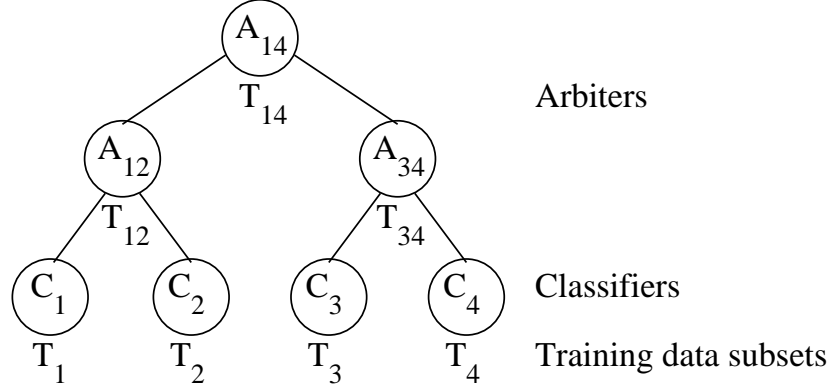 A₁₄
T₁₄
Arbiters
A₁₂ A₃₄
T₁₂ T₃₄
C₁ C₂ C₃ C₄ Classifiers
T₁ T₂ T₃ T₄ Training data subsets